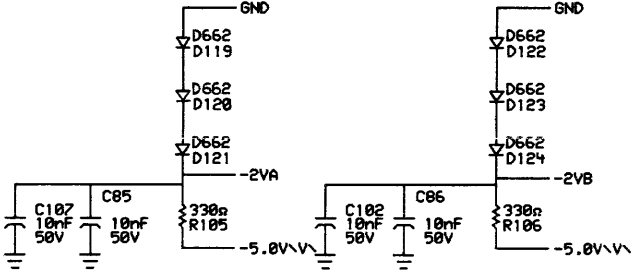 GND
D662
D119
D662
D120
D662
D121
-2VA
C107
10nF
50V
C85
10nF
50V
330Ω
R105
-5.0V\V\
GND
D662
D122
D662
D123
D662
D124
-2VB
C102
10nF
50V
C86
10nF
50V
330Ω
R106
-5.0V\V\